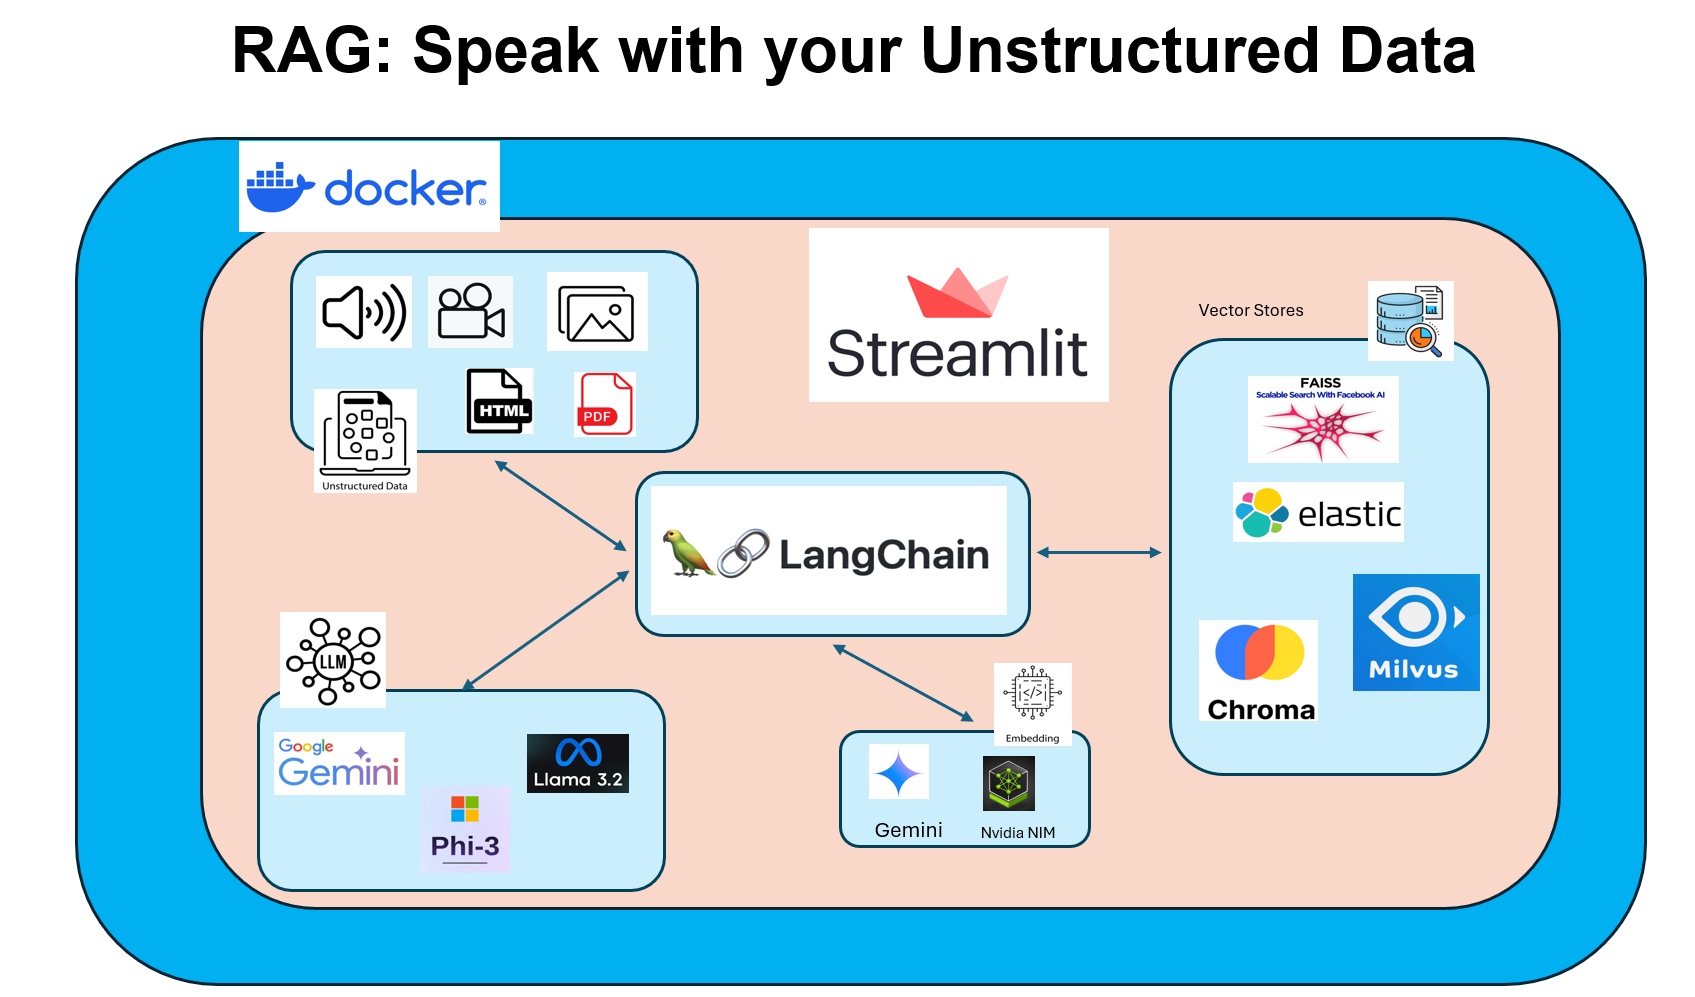 RAG: Speak with your Unstructured Data
docker®
Streamlit
HTML
PDF
Unstructured Data
Vector Stores
FAISS
Scalable Search With Facebook AI
elastic
Milvus
Chroma
LangChain
LLM
Google
Gemini
Llama 3.2
Phi-3
</>
Embedding
Gemini
Nvidia NIM